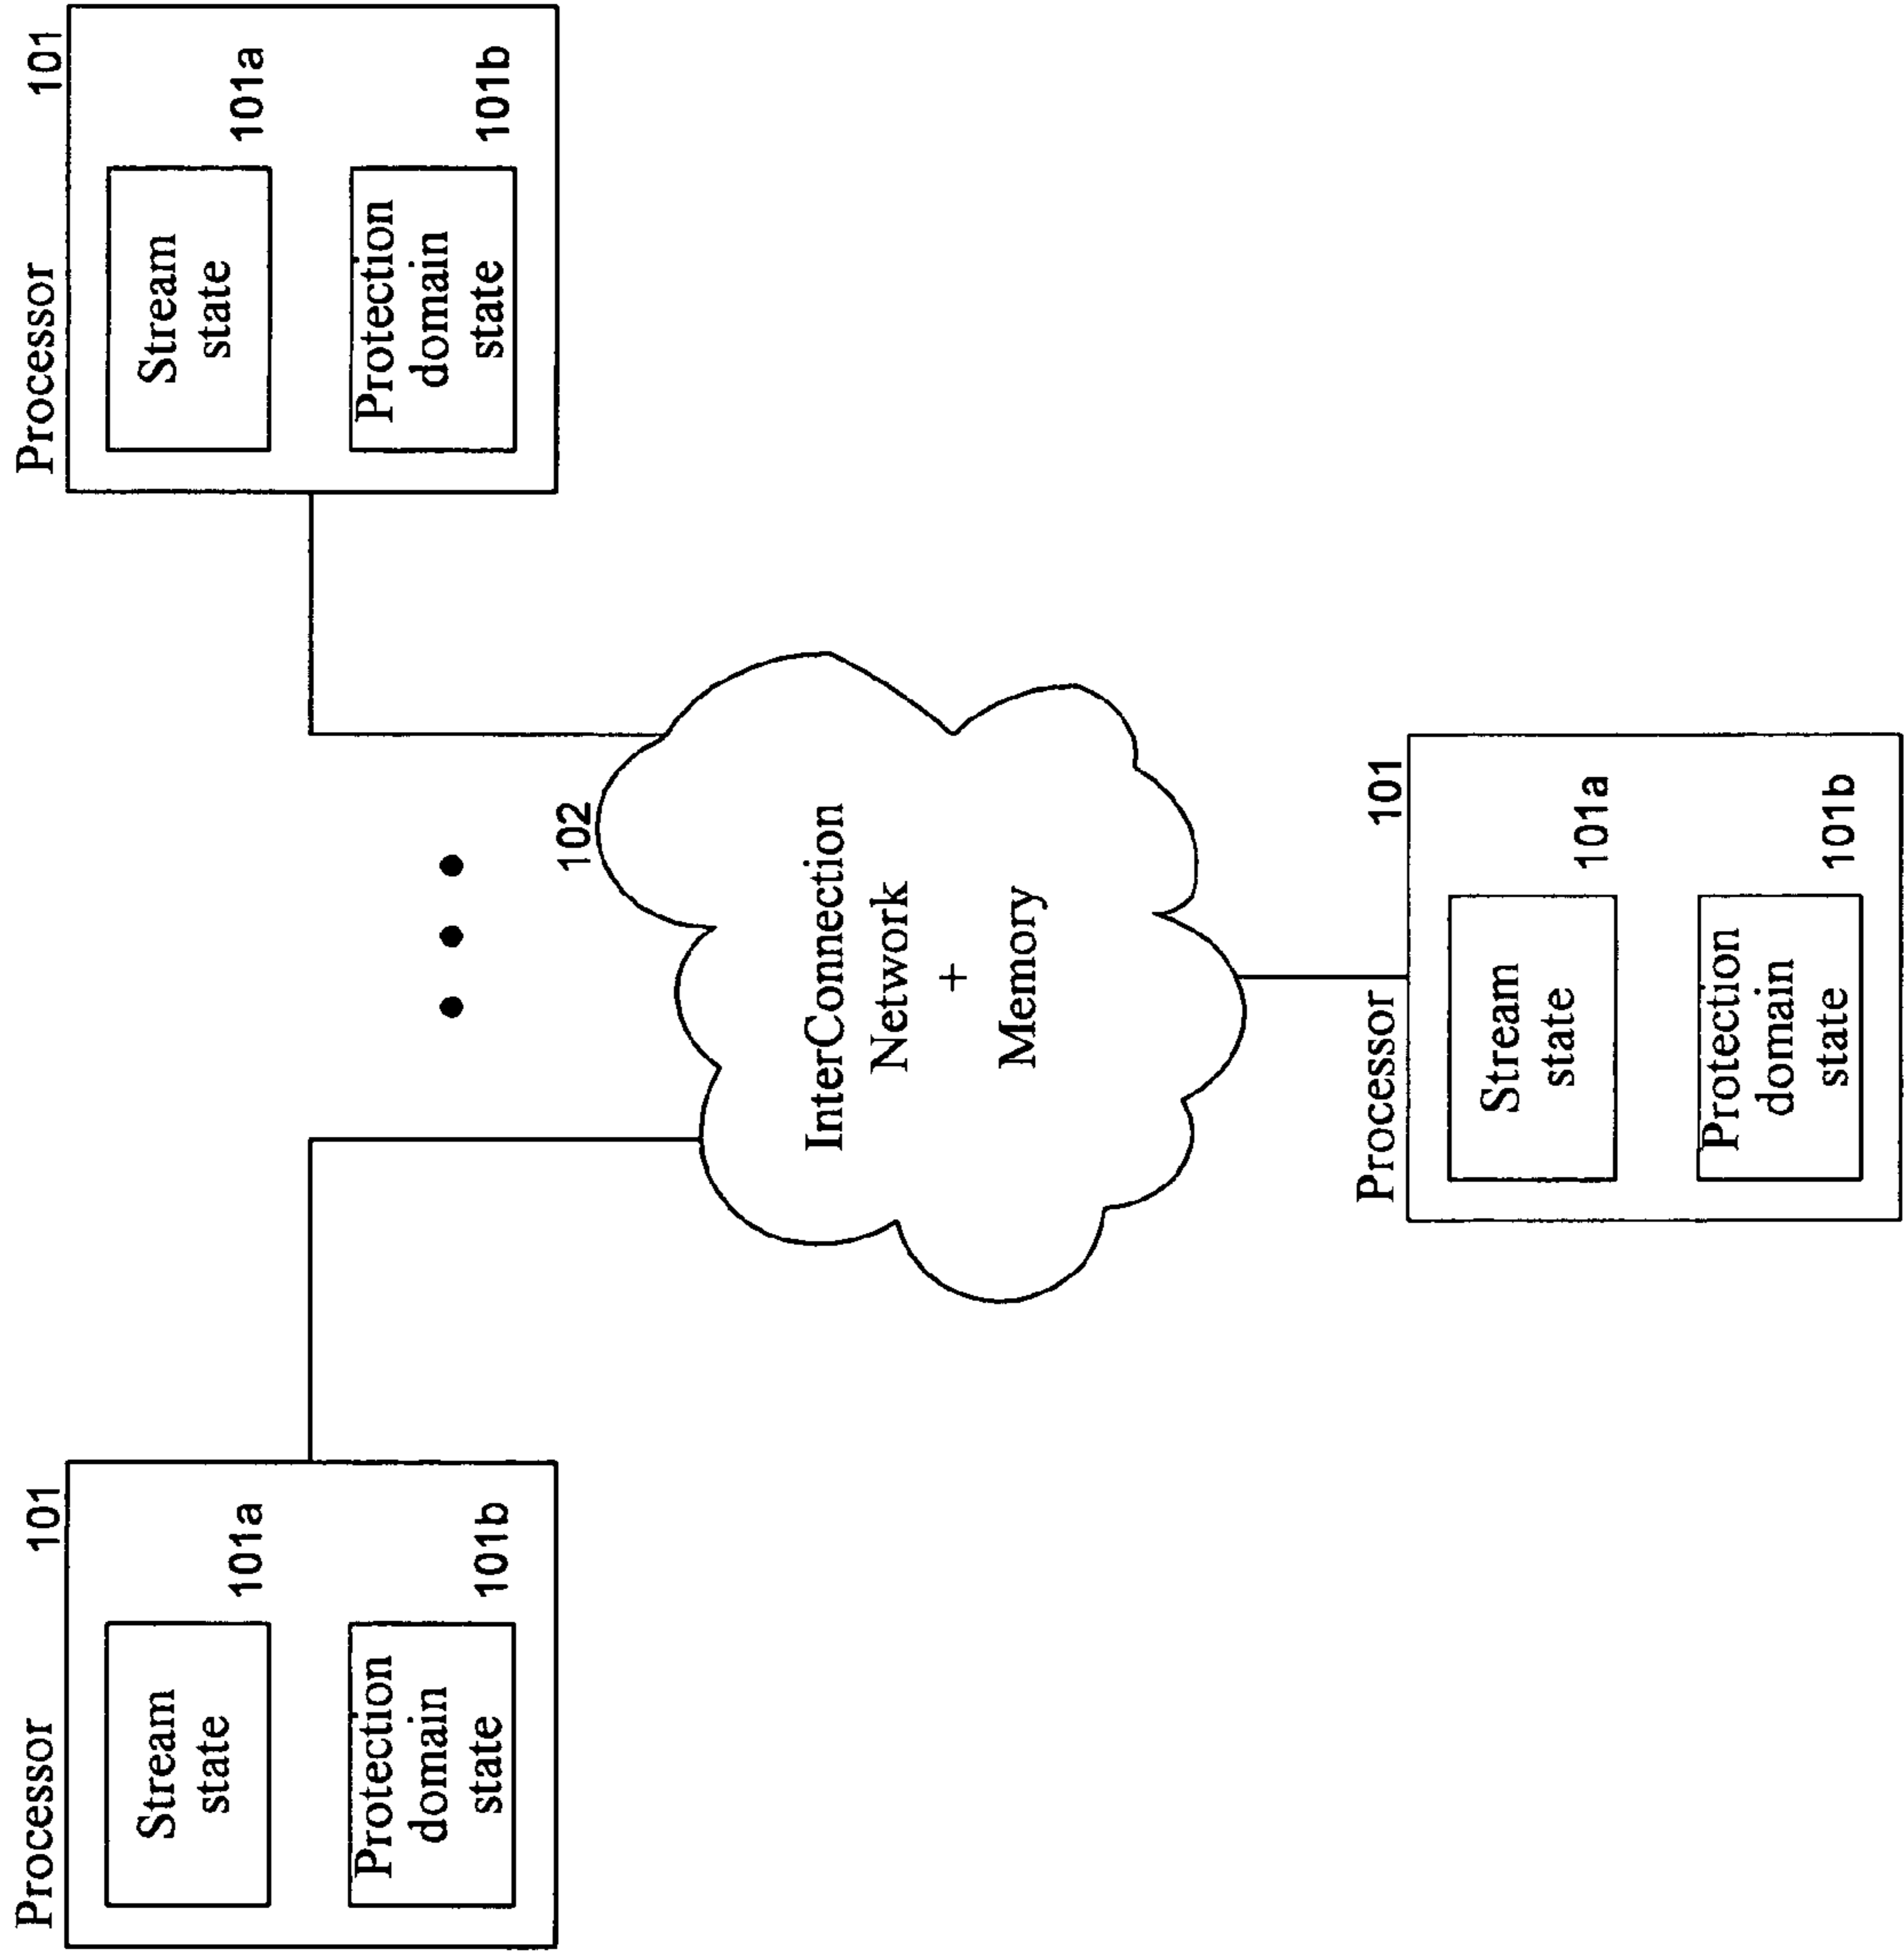 Processor 101
Stream
state
101a
Protection
domain
state
101b
Processor 101
Stream
state
101a
Protection
domain
state
101b
102
InterConnection
Network
+
Memory
Processor 101
Stream
state
101a
Protection
domain
state
101b